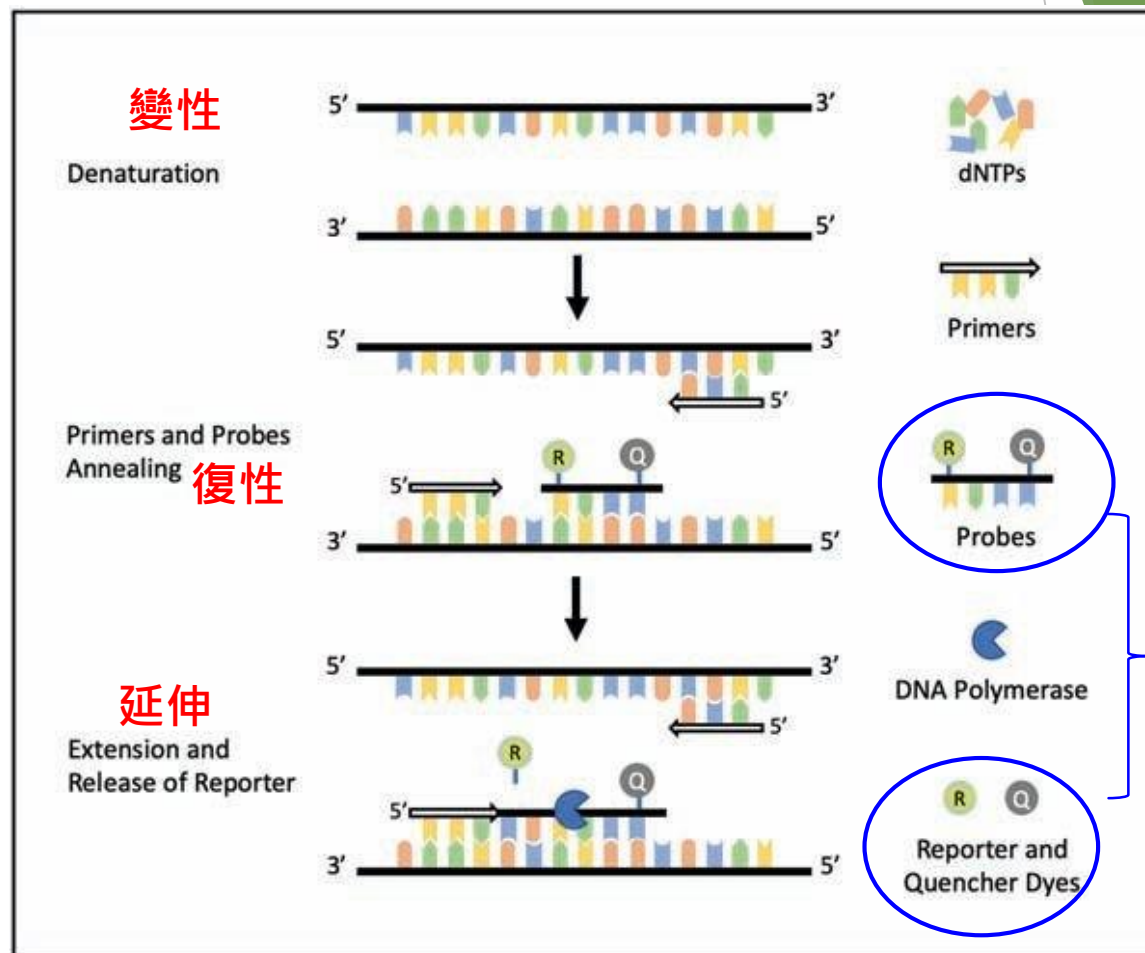 變性
Denaturation
5’ 3’
3’ 5’
5’ 3’
5’
Primers and Probes
Annealing 復性
R Q
5’
3’ 5’
延伸
Extension and
Release of Reporter
5’ 3’
5’
R Q
5’
3’ 5’
dNTPs
Primers
R Q
Probes
DNA Polymerase
R Q
Reporter and
Quencher Dyes